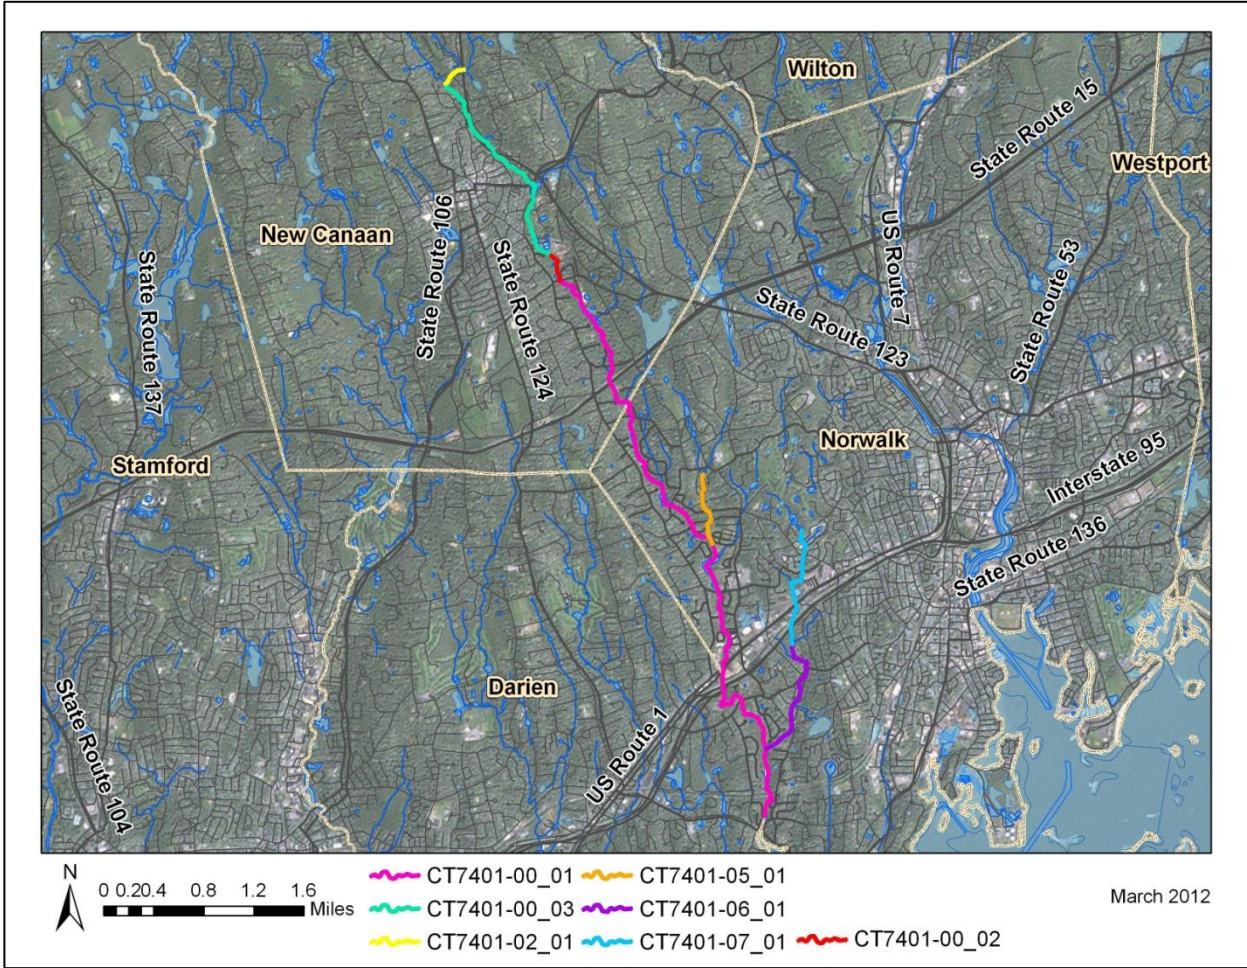 Wilton
State Route 15
Westport
New Canaan
State Route 106
US Route 7
State Route 53
State Route 137
State Route 124
State Route 123
Stamford
Norwalk
Interstate 95
State Route 136
Darien
US Route 1
State Route 104
N
0 0.20.4 0.8 1.2 1.6
Miles
CT7401-00_01 CT7401-05_01
CT7401-00_03 CT7401-06_01
CT7401-02_01 CT7401-07_01 CT7401-00_02
March 2012